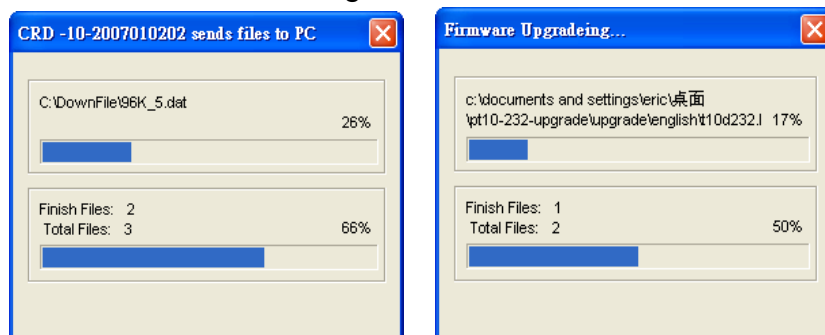 CRD -10-2007010202 sends files to PC
C:\DownFile\96K_5.dat
26%
Finish Files: 2
Total Files: 3
66%
Firmware Upgradeing...
c:\documents and settings\eric\桌面
\pt10-232-upgrade\upgrade\english\t10d232.l 17%
Finish Files: 1
Total Files: 2
50%